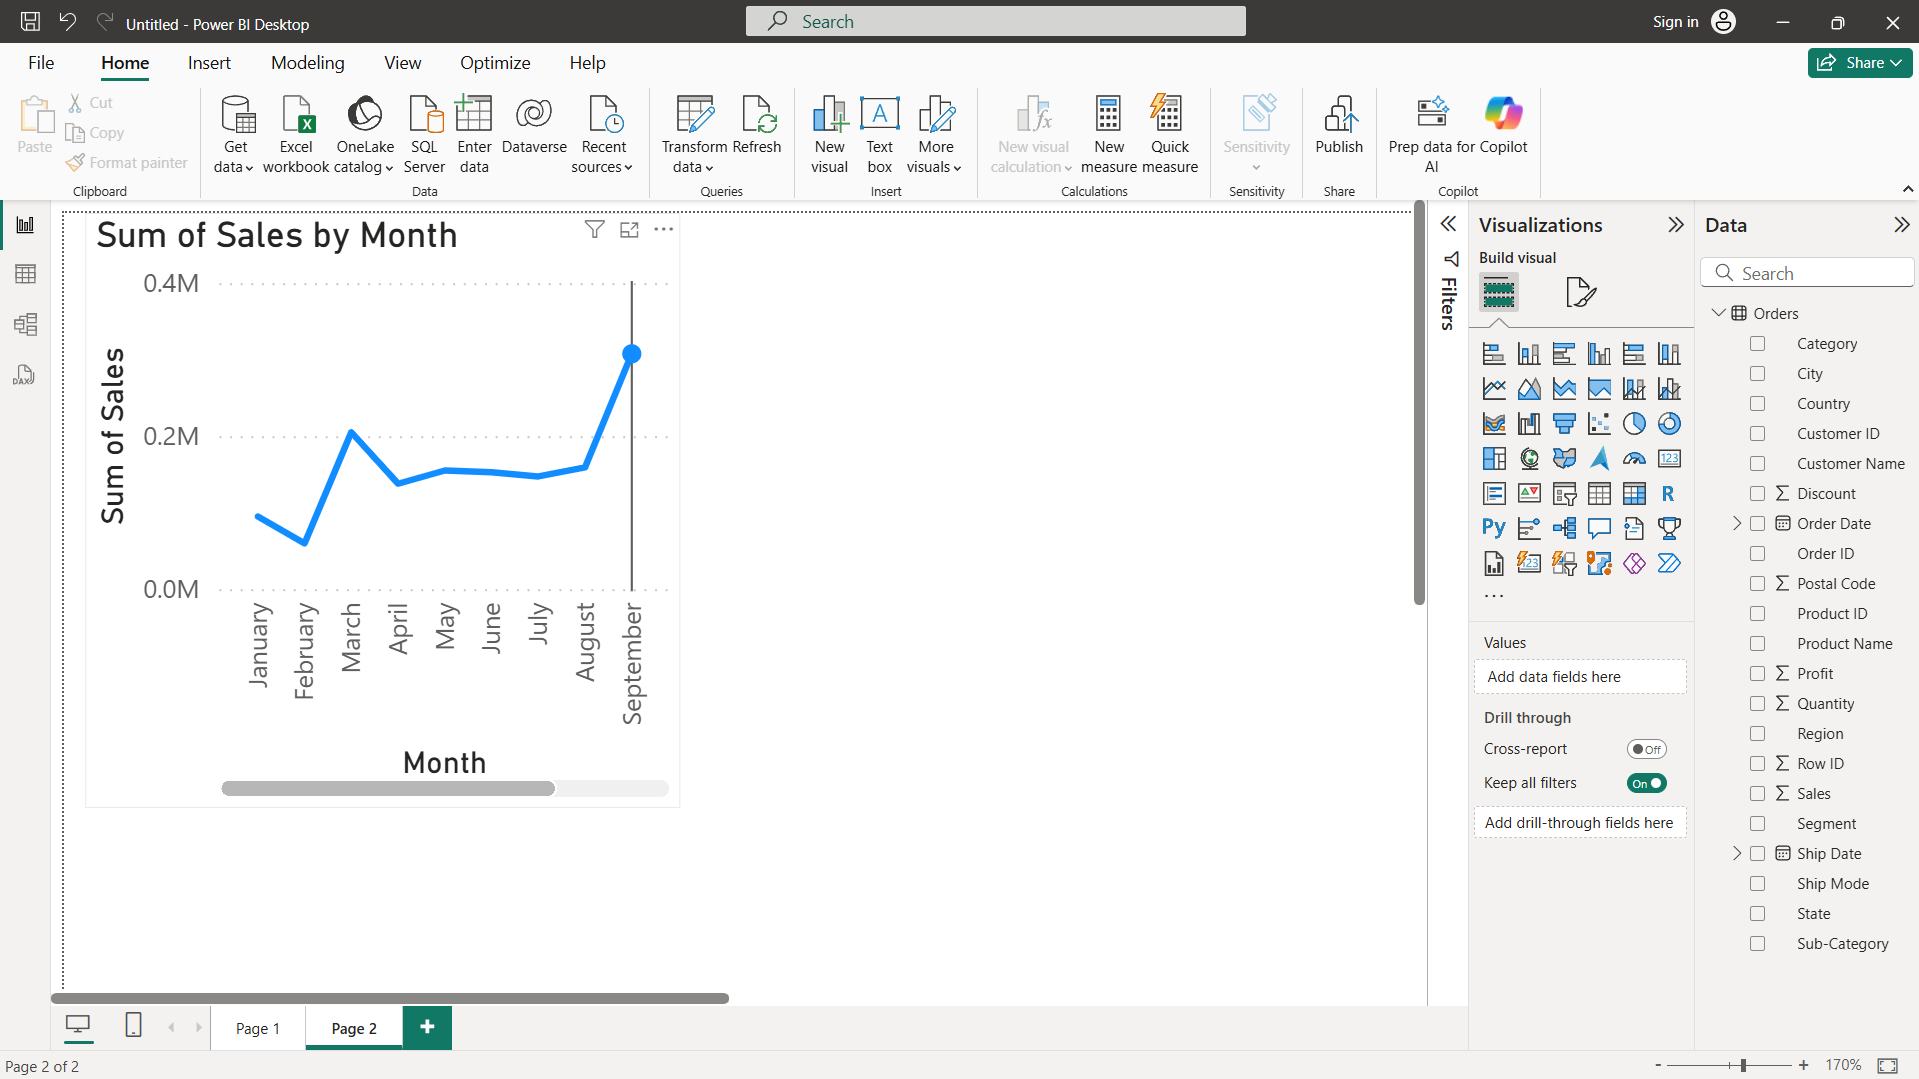 Untitled - Power BI Desktop
Search
Sign in
File
Home
Insert
Modeling
View
Optimize
Help
Share
Paste
Cut
Copy
Format painter
Clipboard
Get data
Excel workbook
OneLake catalog
SQL Server
Enter data
Dataverse
Recent sources
Data
Transform data
Refresh
Queries
New visual
Text box
More visuals
Insert
New visual calculation
New measure
Quick measure
Calculations
Sensitivity
Sensitivity
Publish
Share
Prep data for AI
Copilot
Copilot
DAX
Sum of Sales by Month
Sum of Sales
0.4M
0.2M
0.0M
January
February
March
April
May
June
July
August
September
Month
Filters
Visualizations
Build visual
123
R
Py
123
...
Values
Add data fields here
Drill through
Cross-report
Off
Keep all filters
On
Add drill-through fields here
Data
Search
Orders
Category
City
Country
Customer ID
Customer Name
Discount
Order Date
Order ID
Postal Code
Product ID
Product Name
Profit
Quantity
Region
Row ID
Sales
Segment
Ship Date
Ship Mode
State
Sub-Category
Page 1
Page 2
+
Page 2 of 2
- + 170%